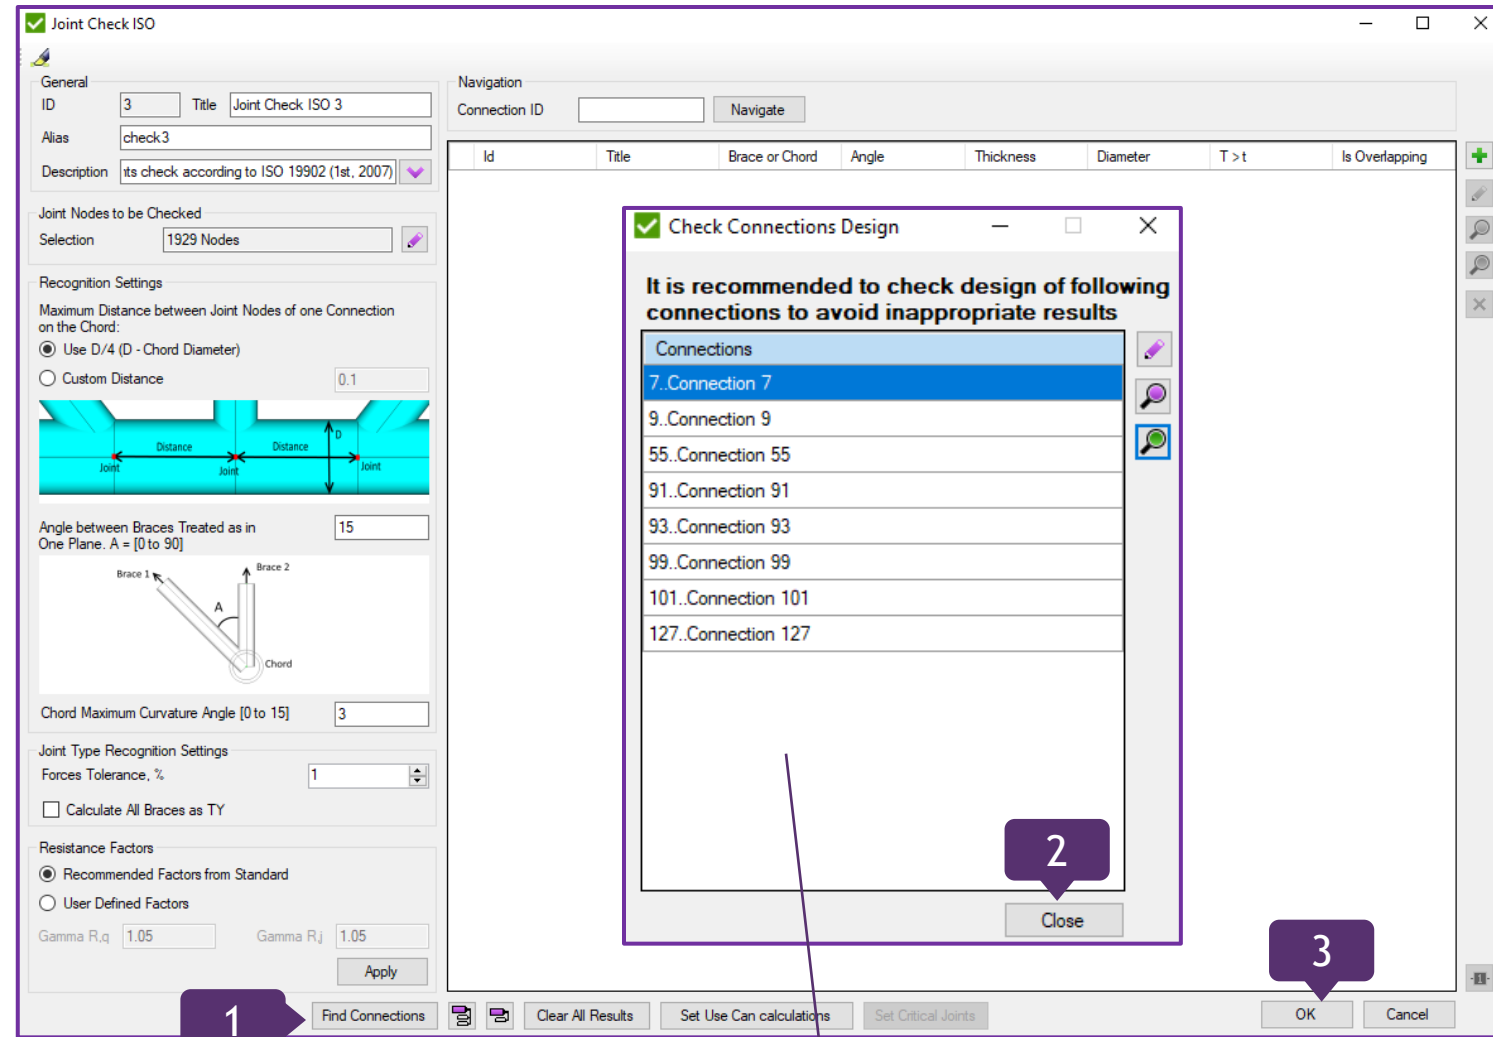 Joint Check ISO
General
ID 3 Title Joint Check ISO 3
Alias check3
Description its check according to ISO 19902 (1st, 2007)
Joint Nodes to be Checked
Selection 1929 Nodes
Recognition Settings
Maximum Distance between Joint Nodes of one Connection
on the Chord:
Use D/4 (D - Chord Diameter)
Custom Distance 0.1
D
Distance Distance
Joint Joint Joint
Angle between Braces Treated as in 15
One Plane. A = [0 to 90]
Brace 1 Brace 2
A
Chord
Chord Maximum Curvature Angle [0 to 15] 3
Joint Type Recognition Settings
Forces Tolerance, % 1
Calculate All Braces as TY
Resistance Factors
Recommended Factors from Standard
User Defined Factors
Gamma R,q 1.05 Gamma R,j 1.05
Apply
Navigation
Connection ID Navigate
Id Title Brace or Chord Angle Thickness Diameter T > t Is Overlapping
Check Connections Design
It is recommended to check design of following
connections to avoid inappropriate results
Connections
7..Connection 7
9..Connection 9
55..Connection 55
91..Connection 91
93..Connection 93
99..Connection 99
101..Connection 101
127..Connection 127
2
Close
3
1
Find Connections Clear All Results Set Use Can calculations Set Critical Joints OK Cancel